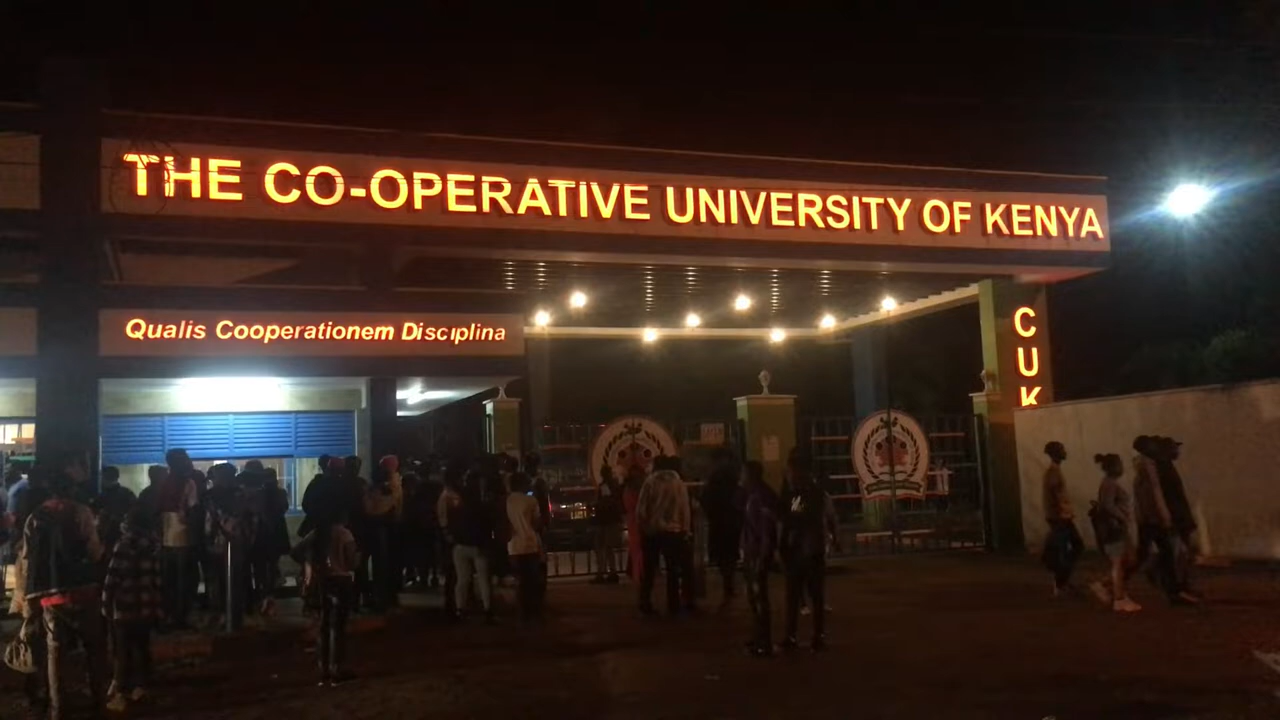 THE CO-OPERATIVE UNIVERSITY OF KENYA
Qualis Cooperationem Disciplina
C
U
K